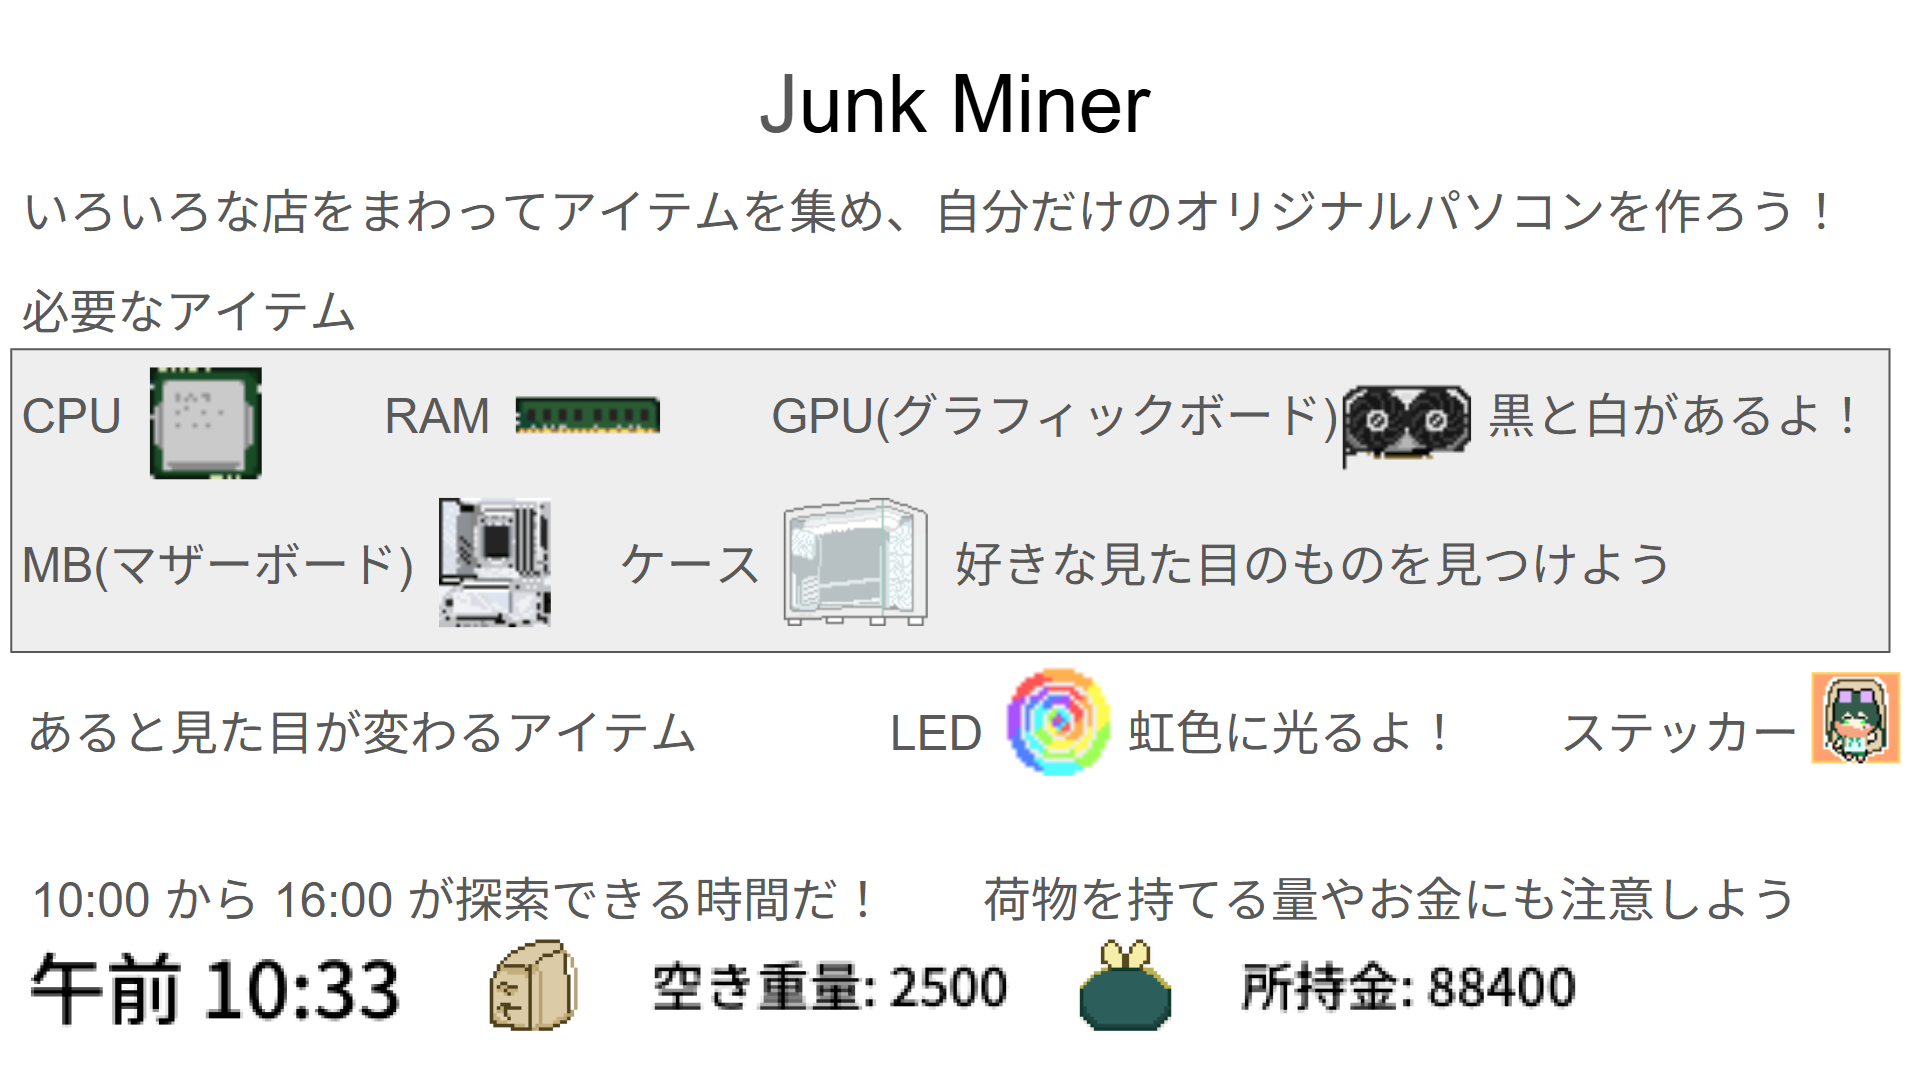 Junk Miner
いろいろな店をまわってアイテムを集め、自分だけのオリジナルパソコンを作ろう！
必要なアイテム
CPU RAM GPU(グラフィックボード) 黒と白があるよ！
MB(マザーボード) ケース 好きな見た目のものを見つけよう
あると見た目が変わるアイテム LED 虹色に光るよ！ ステッカー
10:00 から 16:00 が探索できる時間だ！ 荷物を持てる量やお金にも注意しよう
午前 10:33 空き重量: 2500 所持金: 88400